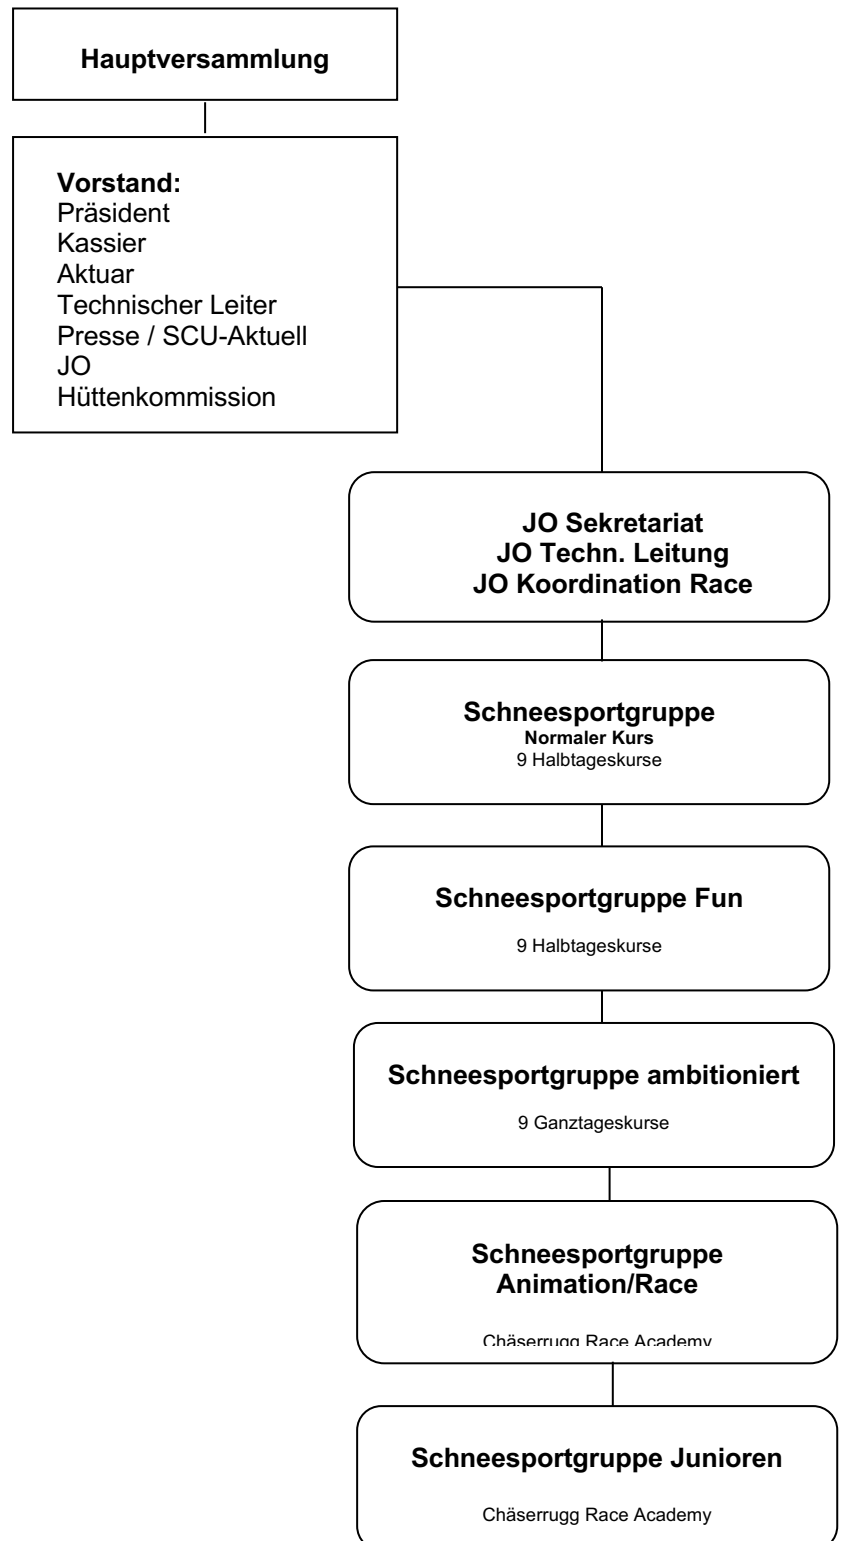 Hauptversammlung
Vorstand:
Präsident
Kassier
Aktuar
Technischer Leiter
Presse / SCU-Aktuell
JO
Hüttenkommission
JO Sekretariat
JO Techn. Leitung
JO Koordination Race
Schneesportgruppe
Normaler Kurs
9 Halbtageskurse
Schneesportgruppe Fun
9 Halbtageskurse
Schneesportgruppe ambitioniert
9 Ganztageskurse
Schneesportgruppe
Animation/Race
Chäserrugg Race Academy
Schneesportgruppe Junioren
Chäserrugg Race Academy